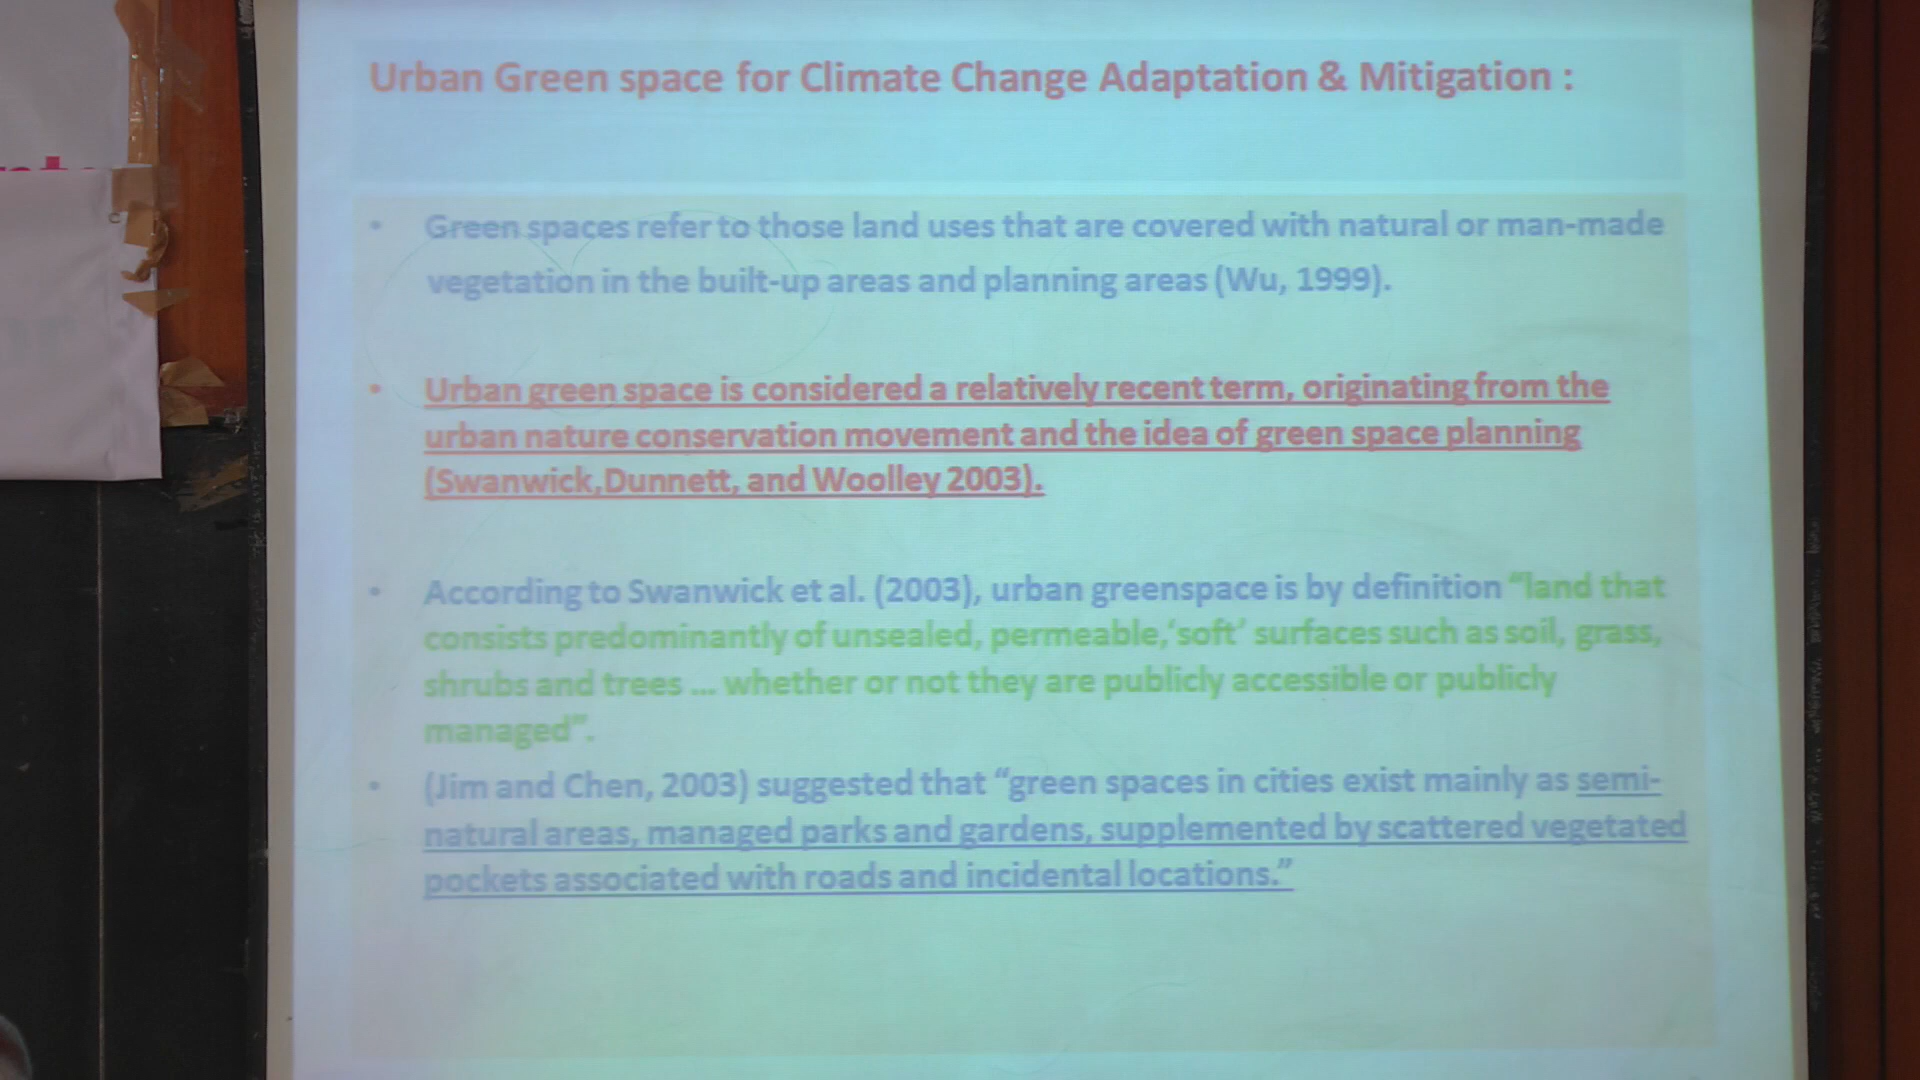 Urban Green space for Climate Change Adaptation & Mitigation :
• Green spaces refer to those land uses that are covered with natural or man-made
vegetation in the built-up areas and planning areas (Wu, 1999).
• Urban green space is considered a relatively recent term, originating from the
urban nature conservation movement and the idea of green space planning
(Swanwick,Dunnett, and Woolley 2003).
• According to Swanwick et al. (2003), urban greenspace is by definition “land that
consists predominantly of unsealed, permeable,‘soft’ surfaces such as soil, grass,
shrubs and trees ... whether or not they are publicly accessible or publicly
managed”.
• (Jim and Chen, 2003) suggested that “green spaces in cities exist mainly as semi-
natural areas, managed parks and gardens, supplemented by scattered vegetated
pockets associated with roads and incidental locations.”